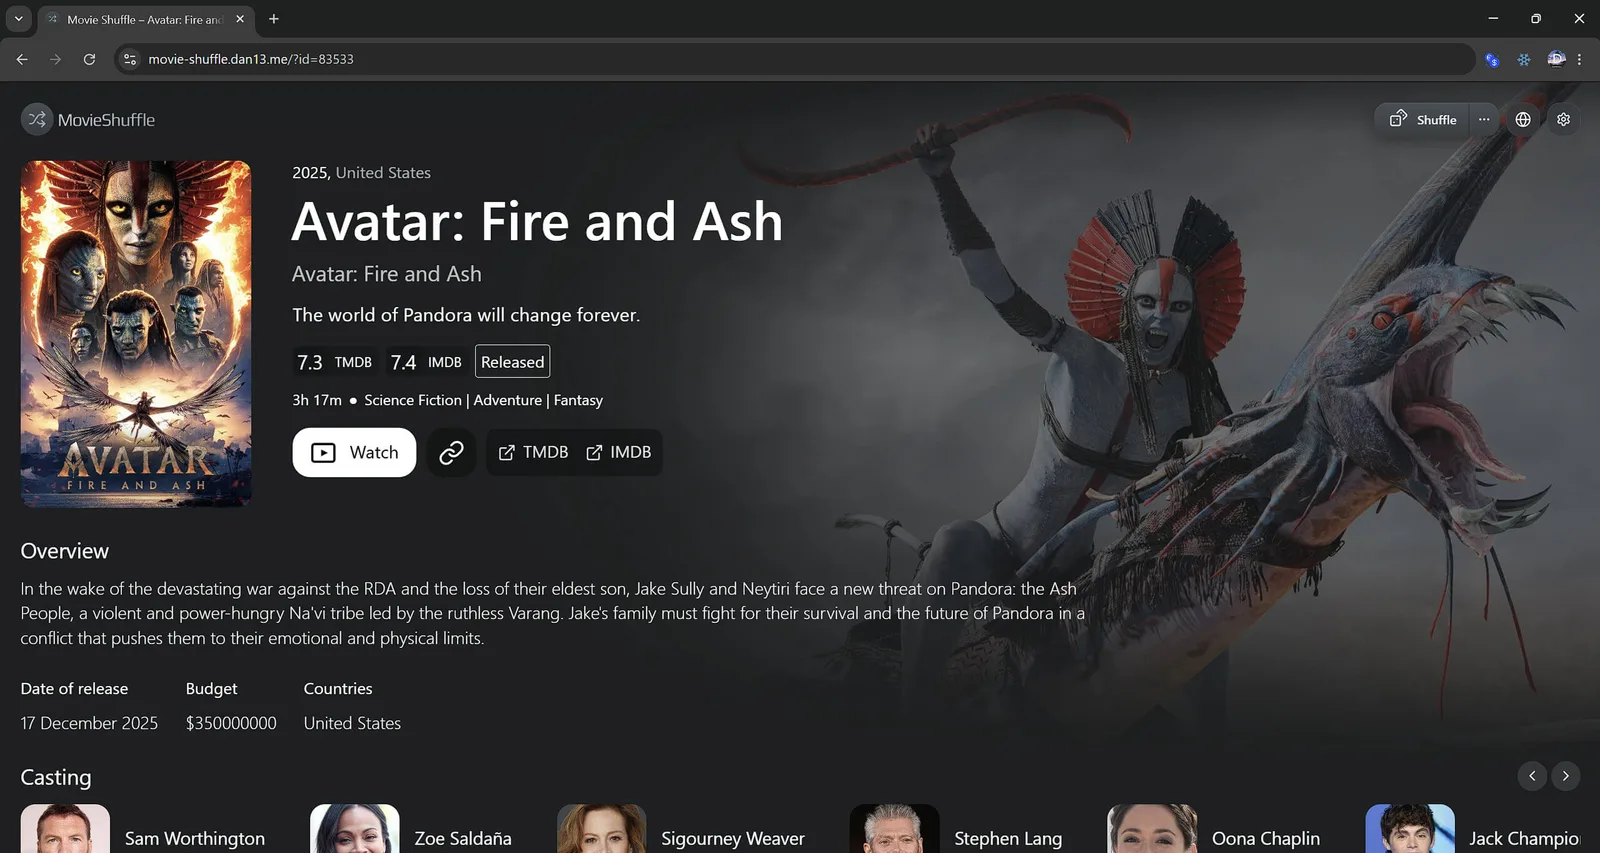 Movie Shuffle – Avatar: Fire and
movie-shuffle.dan13.me/?id=83533
MovieShuffle
Shuffle
2025, United States
Avatar: Fire and Ash
Avatar: Fire and Ash
The world of Pandora will change forever.
7.3 TMDB 7.4 IMDB Released
3h 17m ● Science Fiction | Adventure | Fantasy
Watch TMDB IMDB
AVATAR
FIRE AND ASH
Overview
In the wake of the devastating war against the RDA and the loss of their eldest son, Jake Sully and Neytiri face a new threat on Pandora: the Ash
People, a violent and power-hungry Na'vi tribe led by the ruthless Varang. Jake's family must fight for their survival and the future of Pandora in a
conflict that pushes them to their emotional and physical limits.
Date of release Budget Countries
17 December 2025 $350000000 United States
Casting
Sam Worthington Zoe Saldaña Sigourney Weaver Stephen Lang Oona Chaplin Jack Champio